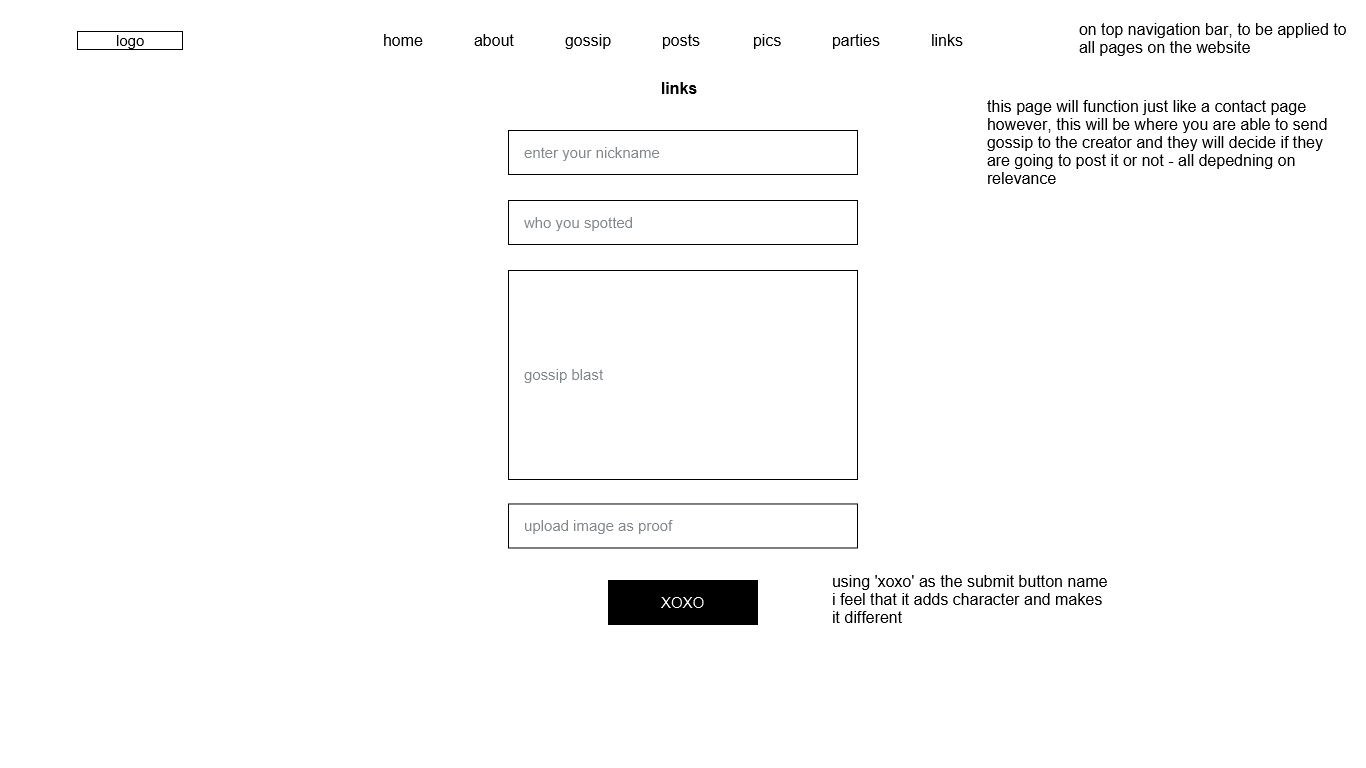 logo
home about gossip posts pics parties links
on top navigation bar, to be applied to
all pages on the website
links
this page will function just like a contact page
however, this will be where you are able to send
gossip to the creator and they will decide if they
are going to post it or not - all depedning on
relevance
enter your nickname
who you spotted
gossip blast
upload image as proof
XOXO
using 'xoxo' as the submit button name
i feel that it adds character and makes
it different